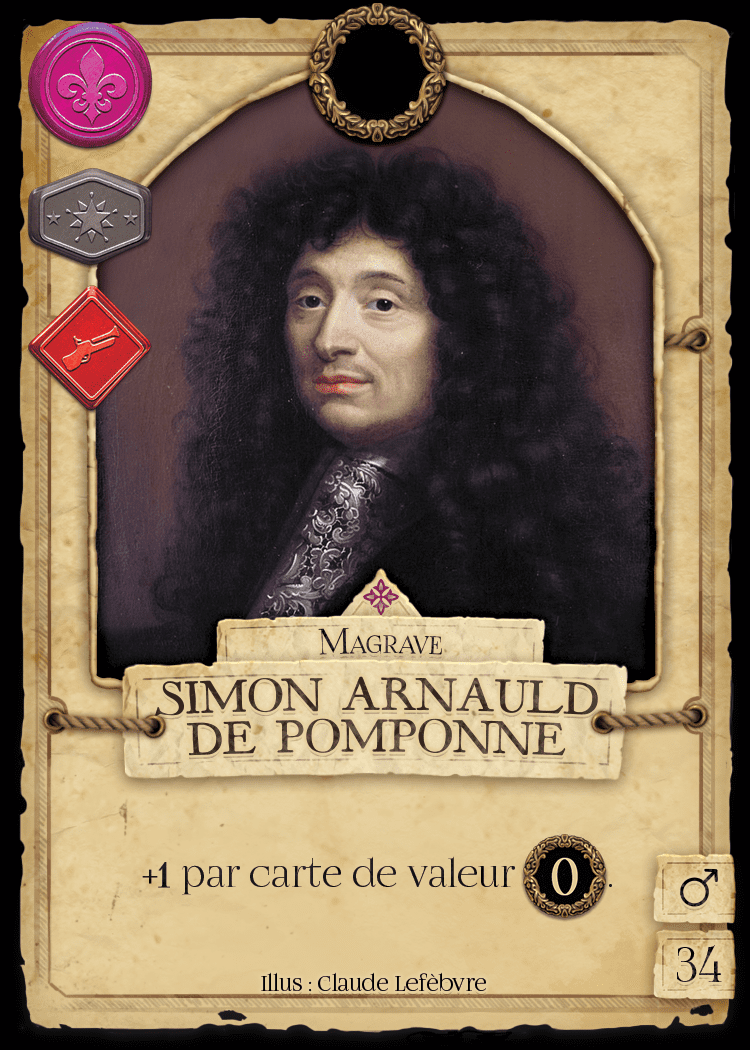 Magrave
SIMON ARNAULD
DE POMPONNE
+1 par carte de valeur 0.
♂
34
Illus : Claude Lefèbvre